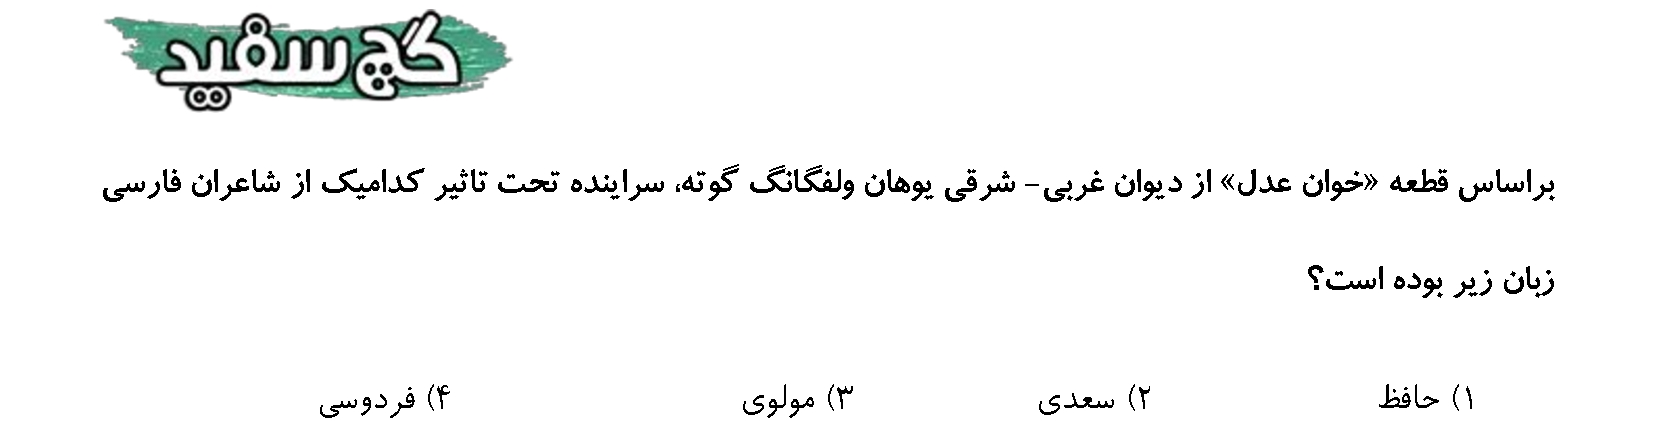 گچ سفید
براساس قطعه «خوان عدل» از دیوان غربی- شرقی یوهان ولفگانگ گوته، سراینده تحت تاثیر کدامیک از شاعران فارسی
زبان زیر بوده است؟
۱) حافظ ۲) سعدی ۳) مولوی ۴) فردوسی